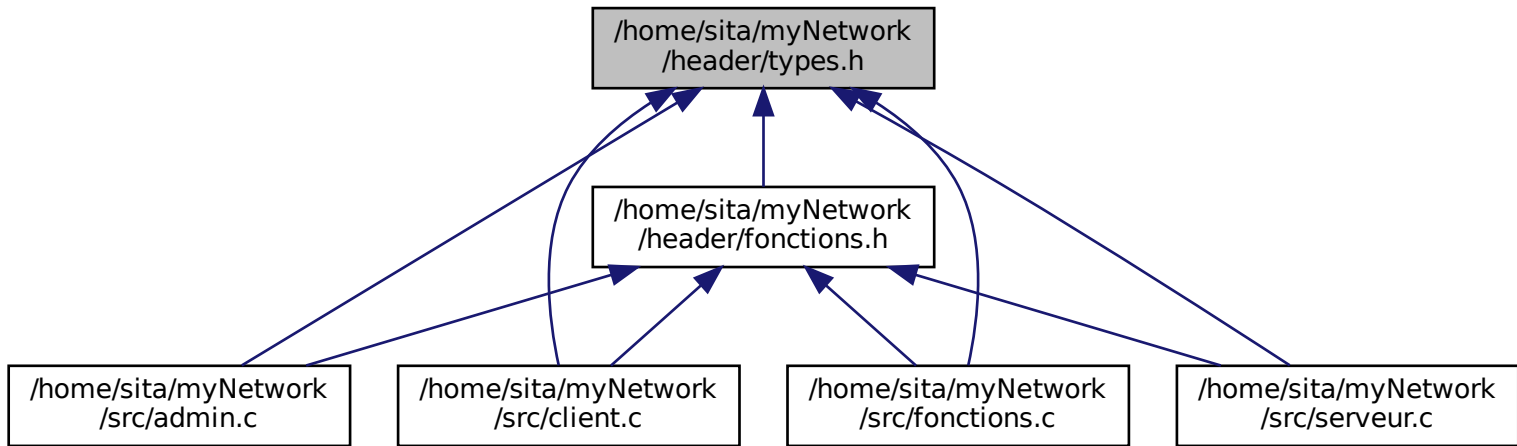 /home/sita/myNetwork
/header/types.h
/home/sita/myNetwork
/header/fonctions.h
/home/sita/myNetwork
/src/admin.c
/home/sita/myNetwork
/src/client.c
/home/sita/myNetwork
/src/fonctions.c
/home/sita/myNetwork
/src/serveur.c